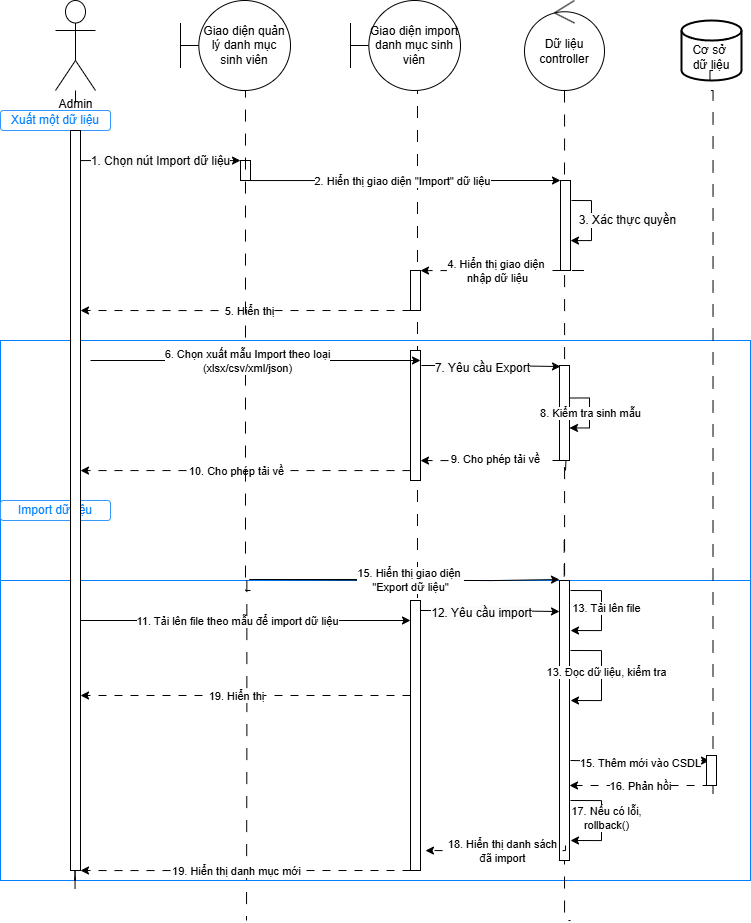 Giao diện quản
lý danh mục
sinh viên
Giao diện import
danh mục sinh
viên
Dữ liệu
controller
Cơ sở
dữ liệu
Admin
Xuất một dữ liệu
1. Chọn nút Import dữ liệu
2. Hiển thị giao diện "Import" dữ liệu
3. Xác thực quyền
4. Hiển thị giao diện
nhập dữ liệu
5. Hiển thị
6. Chọn xuất mẫu Import theo loại
(xlsx/csv/xml/json)
7. Yêu cầu Export
8. Kiểm tra sinh mẫu
9. Cho phép tải về
10. Cho phép tải về
Import dữ liệu
15. Hiển thị giao diện
"Export dữ liệu"
11. Tải lên file theo mẫu để import dữ liệu
12. Yêu cầu import
13. Tải lên file
13. Đọc dữ liệu, kiểm tra
19. Hiển thị
15. Thêm mới vào CSDL
16. Phản hồi
17. Nếu có lỗi,
rollback()
18. Hiển thị danh sách
đã import
19. Hiển thị danh mục mới